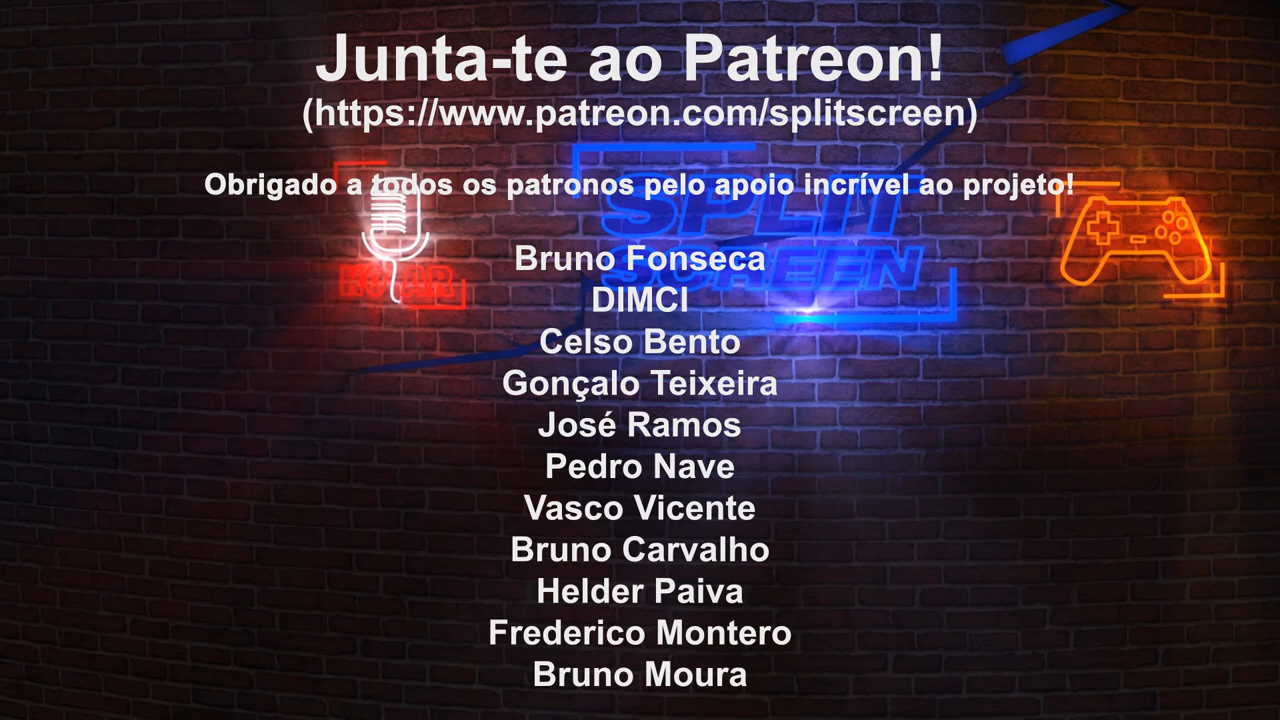 Junta-te ao Patreon!
(https://www.patreon.com/splitscreen)
Obrigado a todos os patronos pelo apoio incrível ao projeto!
SPLIT
SCREEN
Bruno Fonseca
DIMCI
Celso Bento
Gonçalo Teixeira
José Ramos
Pedro Nave
Vasco Vicente
Bruno Carvalho
Helder Paiva
Frederico Montero
Bruno Moura